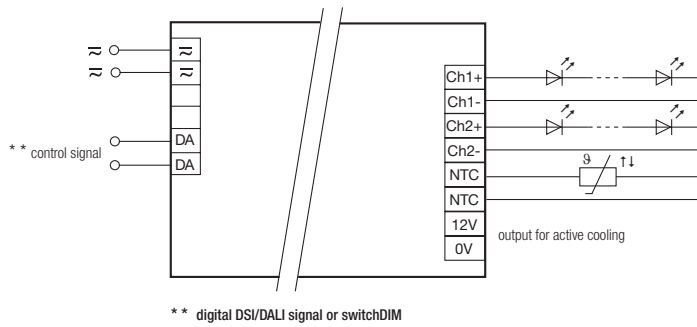 ≂ ≂
≂ ≂
DA
* * control signal
DA
Ch1+
Ch1-
Ch2+
Ch2-
NTC
ϑ ↑↓
NTC
12V
output for active cooling
0V
* * digital DSI/DALI signal or switchDIM